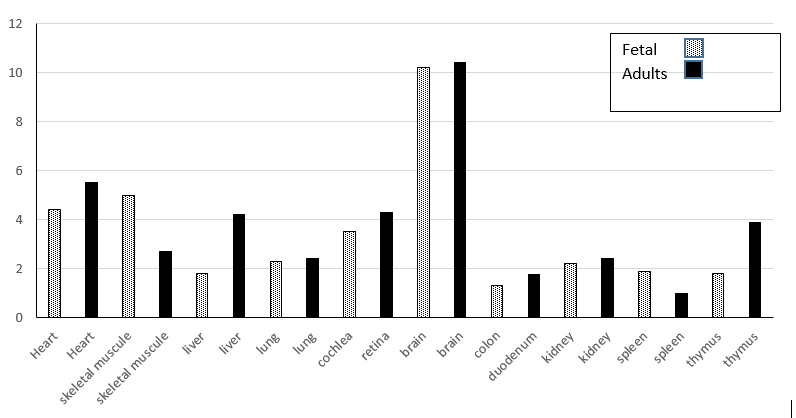 12
Fetal
Adults
10
8
6
4
2
0
Heart
Heart
skeletal muscule
skeletal muscule
liver
liver
lung
lung
cochlea
retina
brain
brain
colon
duodenum
kidney
kidney
spleen
spleen
thymus
thymus